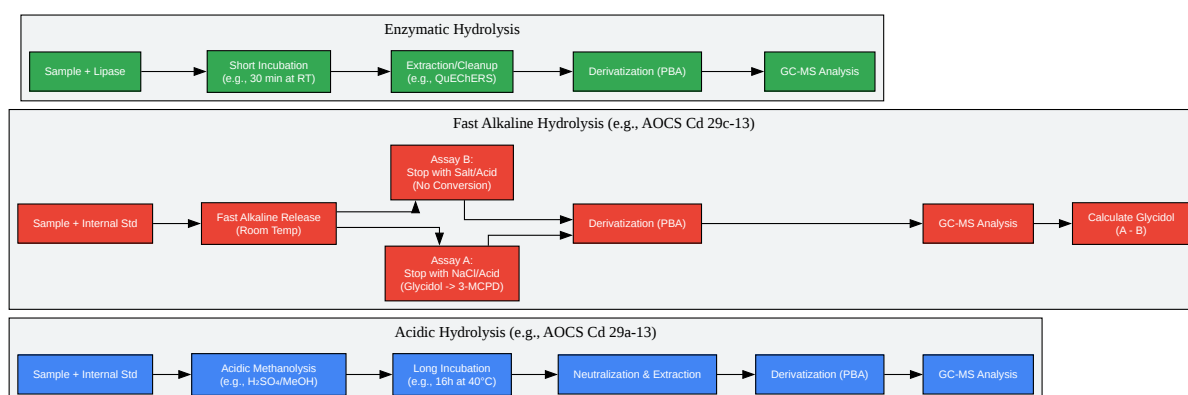 Enzymatic Hydrolysis
Sample + Lipase
Short Incubation
(e.g., 30 min at RT)
Extraction/Cleanup
(e.g., QuEChERS)
Derivatization (PBA)
GC-MS Analysis
Fast Alkaline Hydrolysis (e.g., AOCS Cd 29c-13)
Sample + Internal Std
Fast Alkaline Release
(Room Temp)
Assay B:
Stop with Salt/Acid
(No Conversion)
Assay A:
Stop with NaCl/Acid
(Glycidol -> 3-MCPD)
Derivatization (PBA)
GC-MS Analysis
Calculate Glycidol
(A - B)
Acidic Hydrolysis (e.g., AOCS Cd 29a-13)
Sample + Internal Std
Acidic Methanolysis
(e.g., H₂SO₄/MeOH)
Long Incubation
(e.g., 16h at 40°C)
Neutralization & Extraction
Derivatization (PBA)
GC-MS Analysis